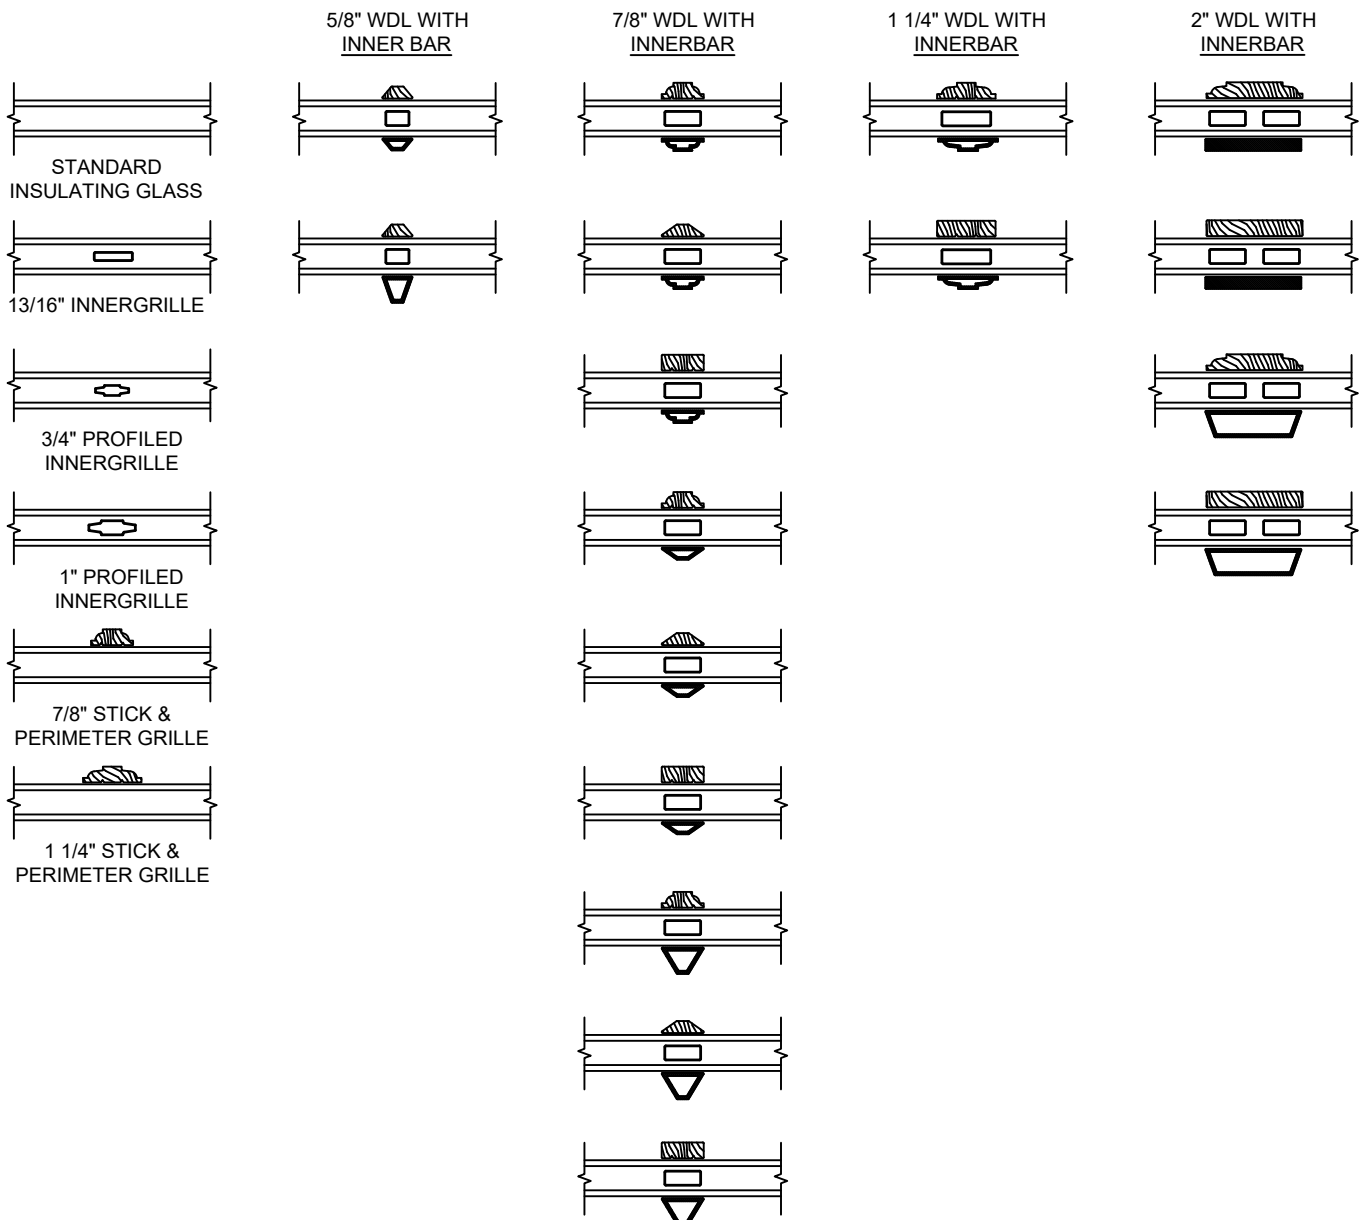 5/8" WDL WITH
INNER BAR
7/8" WDL WITH
INNERBAR
1 1/4" WDL WITH
INNERBAR
2" WDL WITH
INNERBAR
STANDARD
INSULATING GLASS
13/16" INNERGRILLE
3/4" PROFILED
INNERGRILLE
1" PROFILED
INNERGRILLE
7/8" STICK &
PERIMETER GRILLE
1 1/4" STICK &
PERIMETER GRILLE